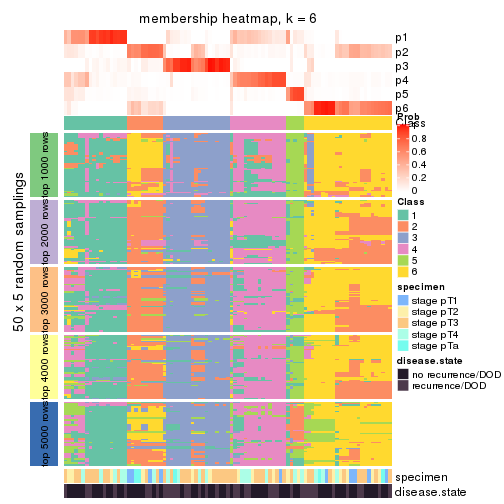 membership heatmap, k = 6
p1
p2
p3
p4
p5
p6
Class
Prob
1
0.8
0.6
0.4
0.2
0
Class
1
2
3
4
5
6
specimen
stage pT1
stage pT2
stage pT3
stage pT4
stage pTa
disease.state
no recurrence/DOD
recurrence/DOD
50 x 5 random samplings
top 1000 rows
top 2000 rows
top 3000 rows
top 4000 rows
top 5000 rows
specimen
disease.state